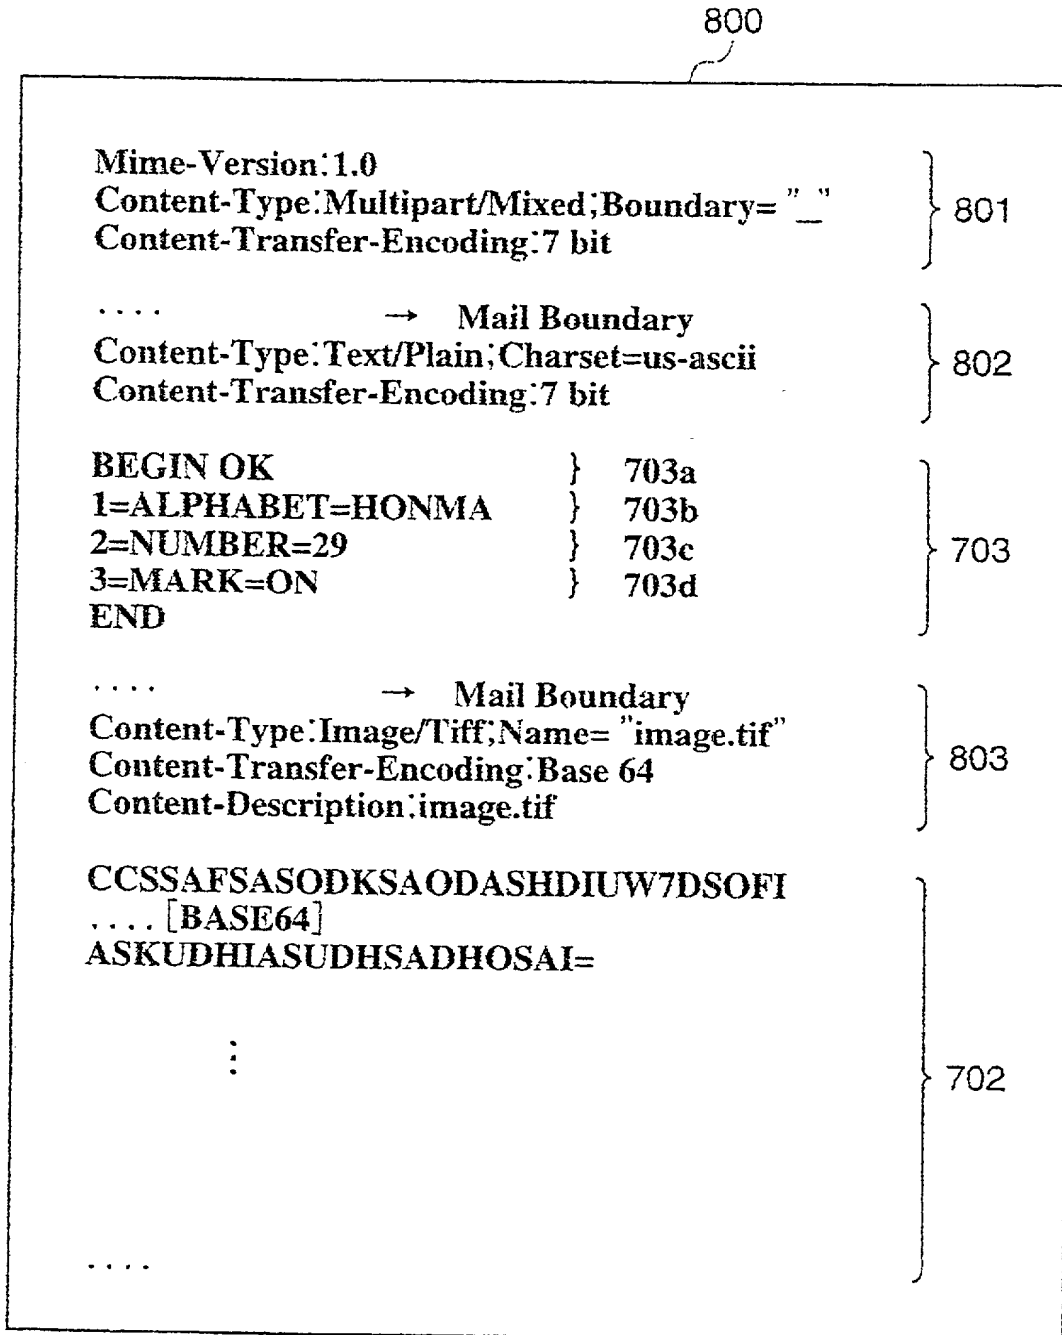 800
Mime-Version:1.0
Content-Type:Multipart/Mixed;Boundary= "_"
Content-Transfer-Encoding:7 bit
801
.... → Mail Boundary
Content-Type:Text/Plain;Charset=us-ascii
Content-Transfer-Encoding:7 bit
802
BEGIN OK } 703a
1=ALPHABET=HONMA } 703b
2=NUMBER=29 } 703c
3=MARK=ON } 703d
END
703
.... → Mail Boundary
Content-Type:Image/Tiff;Name= "image.tif"
Content-Transfer-Encoding:Base 64
Content-Description:image.tif
803
CCSSAFSASODKSAODASHDIUW7DSOFI
.... [BASE64]
ASKUDHIASUDHSADHOSAI=
⋮
702
....